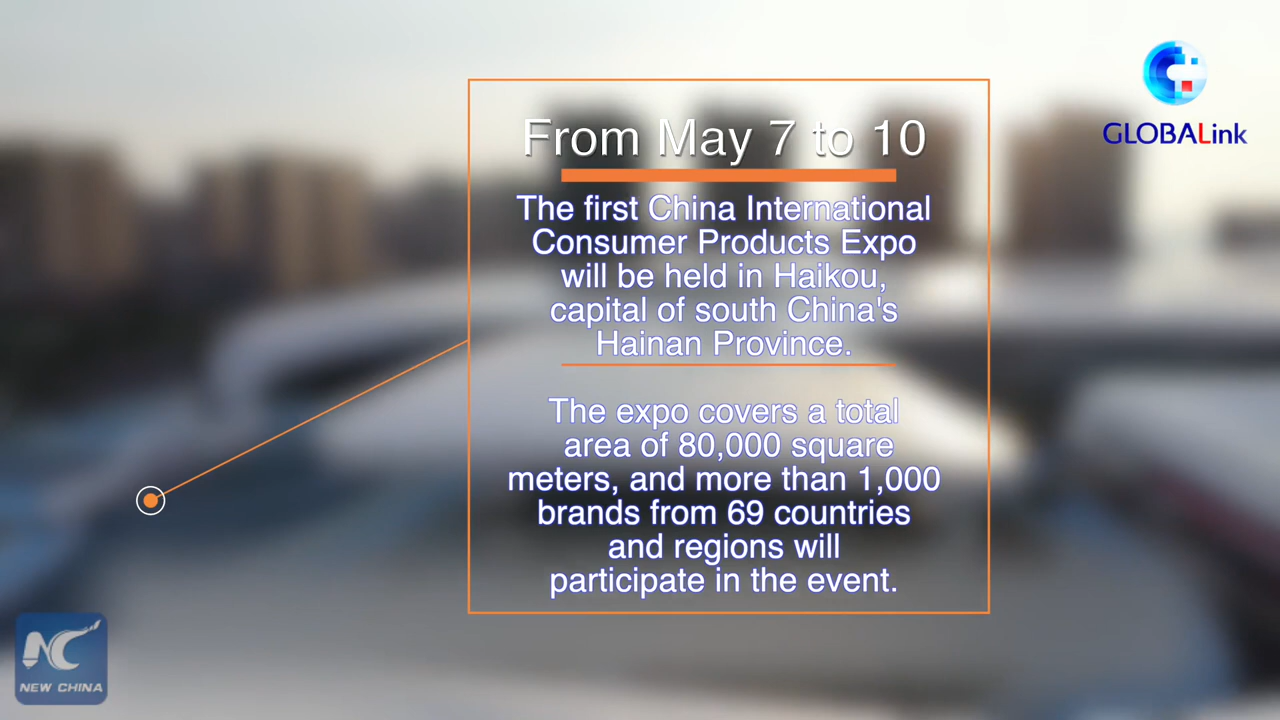 GLOBALink
From May 7 to 10
The first China International
Consumer Products Expo
will be held in Haikou,
capital of south China's
Hainan Province.
The expo covers a total
area of 80,000 square
meters, and more than 1,000
brands from 69 countries
and regions will
participate in the event.
NC
NEW CHINA